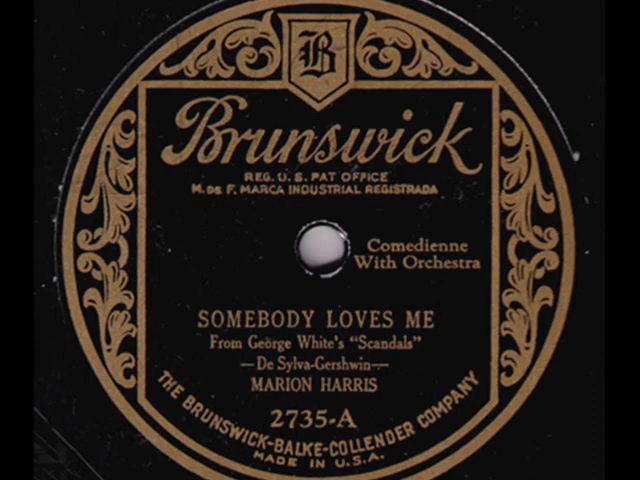 B
Brunswick
REG. U. S. PAT OFFICE
M. DE F. MARCA INDUSTRIAL REGISTRADA
Comedienne
With Orchestra
SOMEBODY LOVES ME
From George White's "Scandals"
—De Sylva-Gershwin—
MARION HARRIS
2735-A
THE BRUNSWICK-BALKE-COLLENDER COMPANY
MADE IN U.S.A.